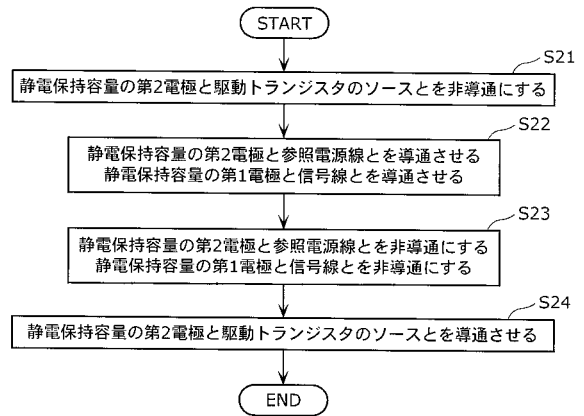 START
S21
静電保持容量の第2電極と駆動トランジスタのソースとを非導通にする
S22
静電保持容量の第2電極と参照電源線とを導通させる
静電保持容量の第1電極と信号線とを導通させる
S23
静電保持容量の第2電極と参照電源線とを非導通にする
静電保持容量の第1電極と信号線とを非導通にする
S24
静電保持容量の第2電極と駆動トランジスタのソースとを導通させる
END